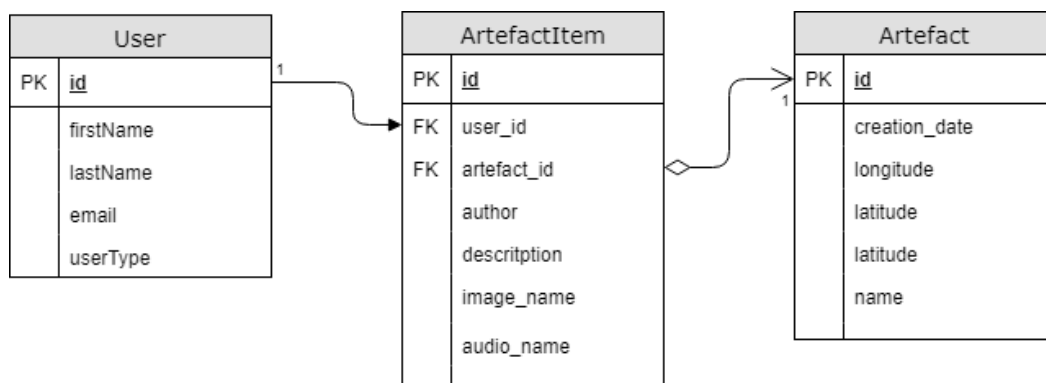 User
PK id
firstName
lastName
email
userType
1
ArtefactItem
PK id
FK user_id
FK artefact_id
author
descritption
image_name
audio_name
1
Artefact
PK id
creation_date
longitude
latitude
latitude
name